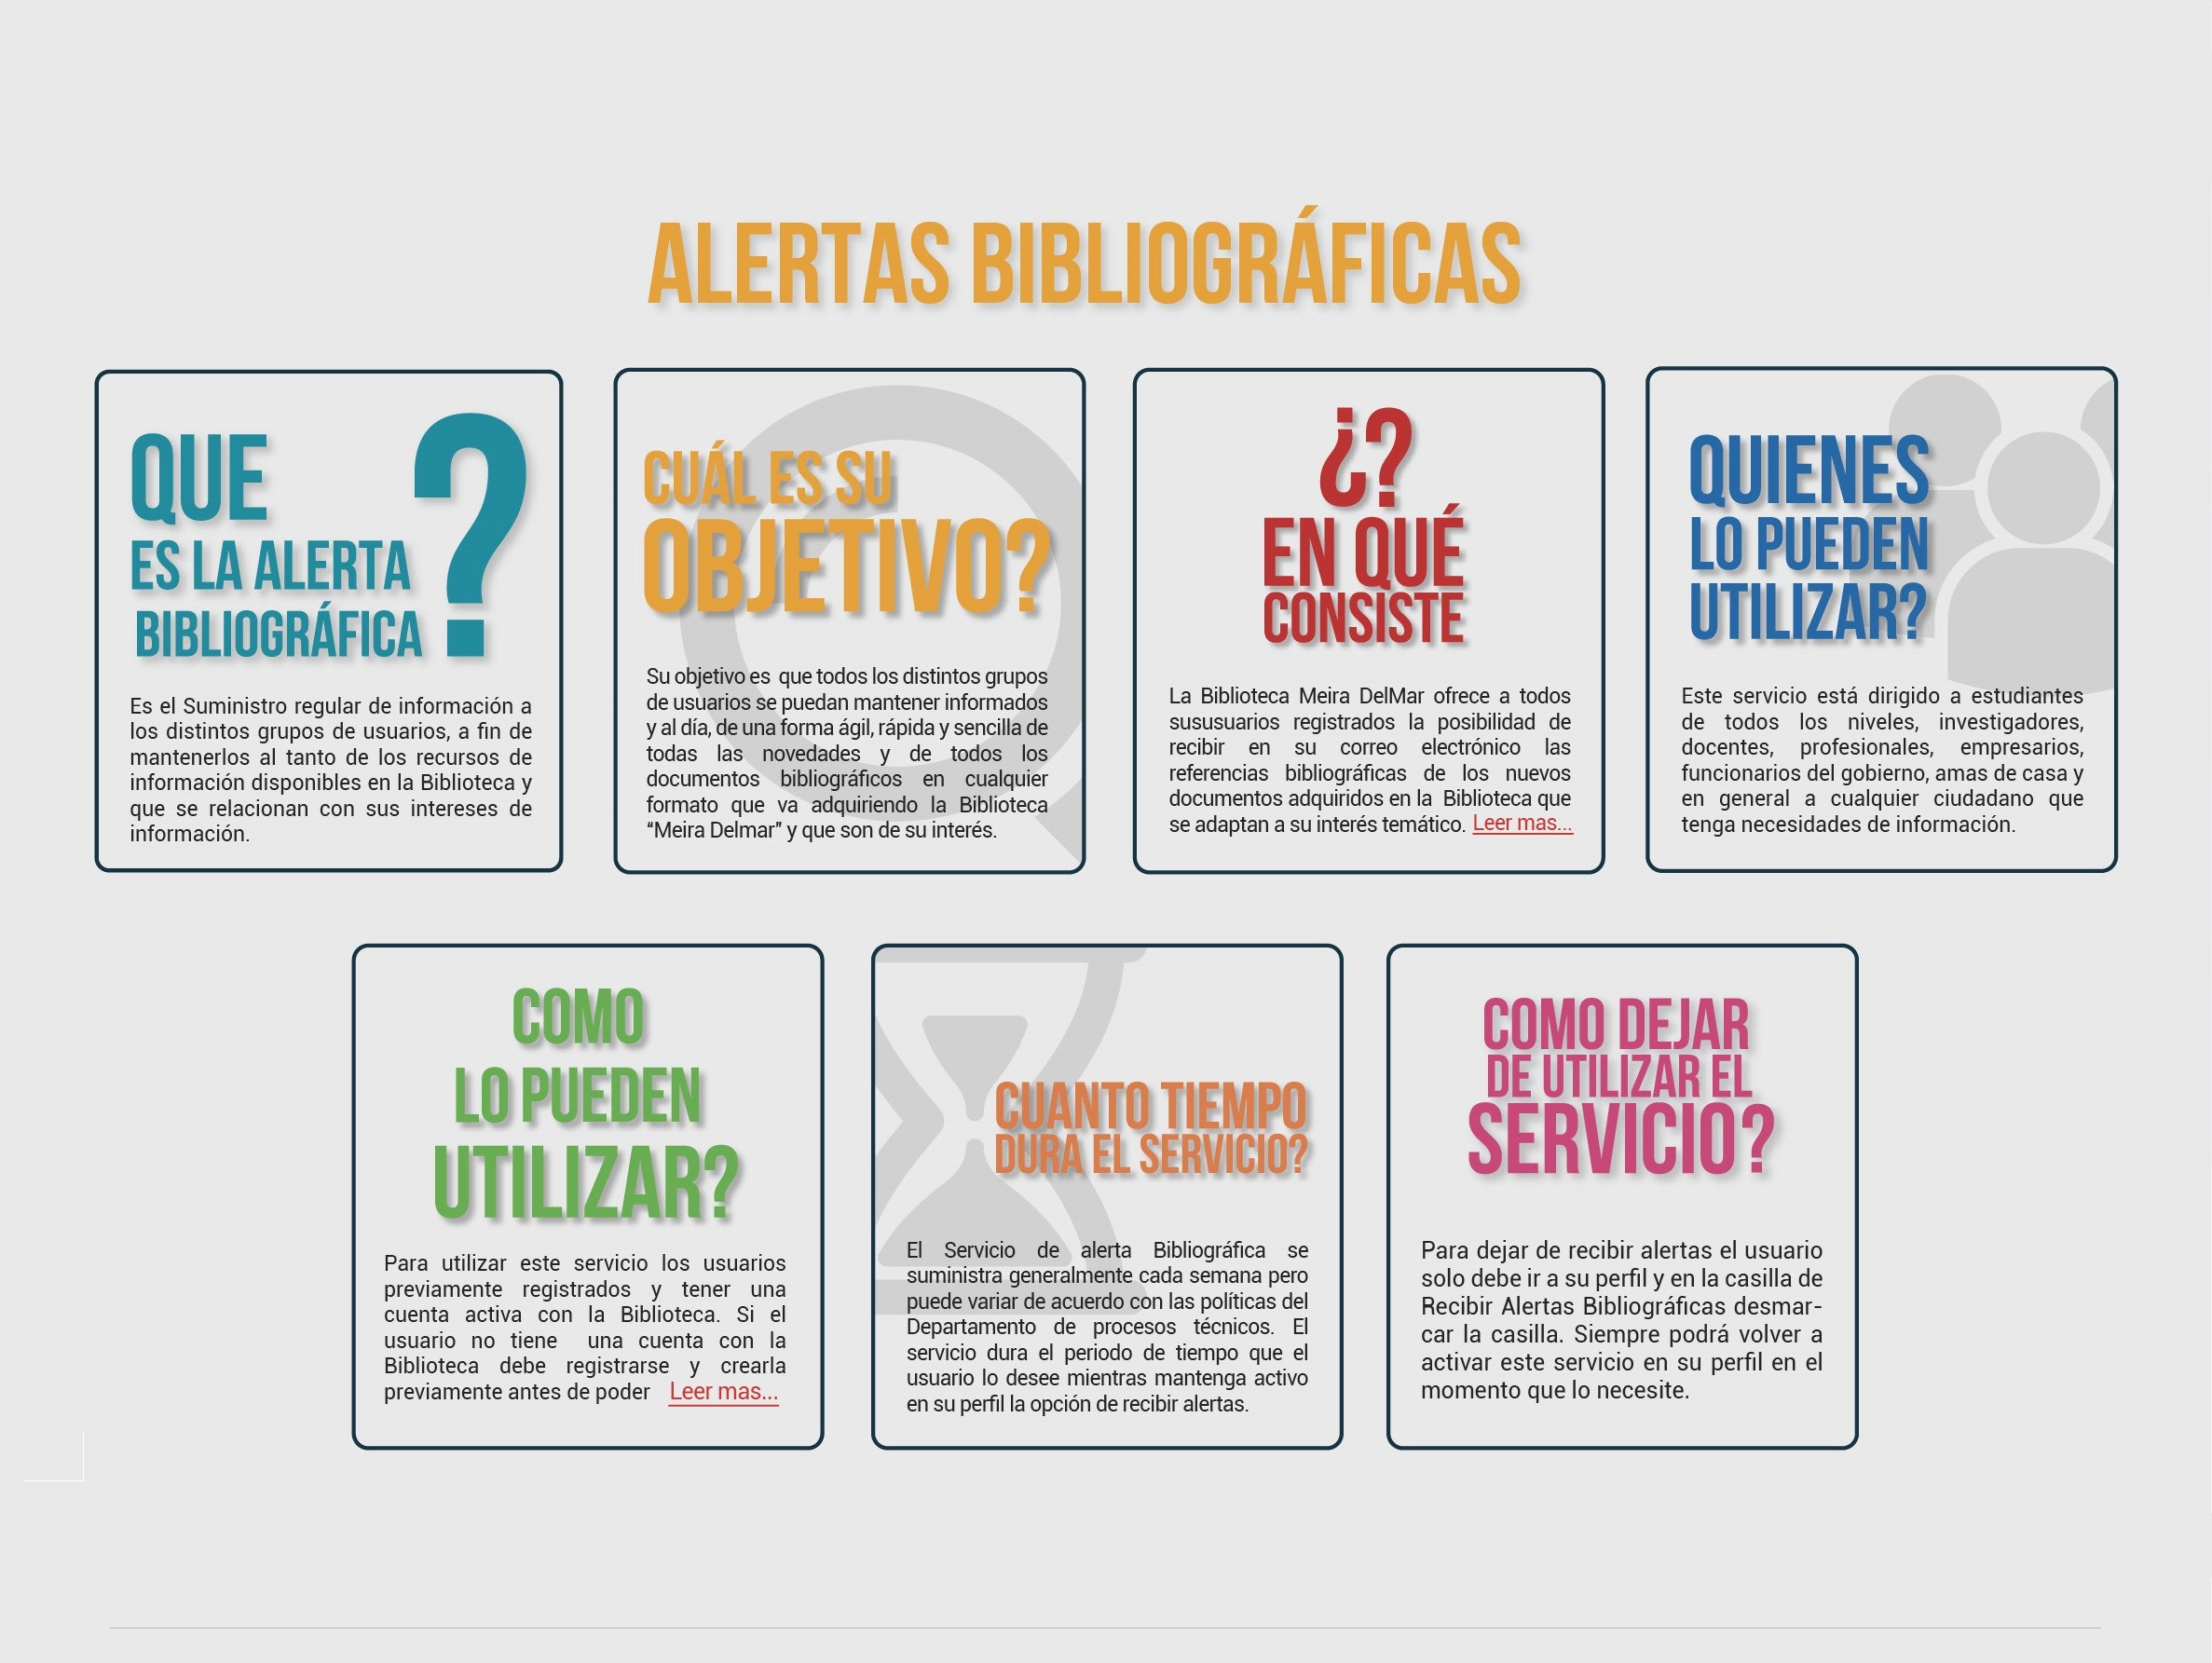 ALERTAS BIBLIOGRÁFICAS
QUE
ES LA ALERTA
BIBLIOGRÁFICA
?
Es el Suministro regular de información a
los distintos grupos de usuarios, a fin de
mantenerlos al tanto de los recursos de
información disponibles en la Biblioteca y
que se relacionan con sus intereses de
información.
CUÁL ES SU
OBJETIVO?
Su objetivo es que todos los distintos grupos
de usuarios se puedan mantener informados
y al día, de una forma ágil, rápida y sencilla de
todas las novedades y de todos los
documentos bibliográficos en cualquier
formato que va adquiriendo la Biblioteca
“Meira Delmar” y que son de su interés.
¿?
EN QUÉ
CONSISTE
La Biblioteca Meira DelMar ofrece a todos
sususuarios registrados la posibilidad de
recibir en su correo electrónico las
referencias bibliográficas de los nuevos
documentos adquiridos en la Biblioteca que
se adaptan a su interés temático. Leer mas...
QUIENES
LO PUEDEN
UTILIZAR?
Este servicio está dirigido a estudiantes
de todos los niveles, investigadores,
docentes, profesionales, empresarios,
funcionarios del gobierno, amas de casa y
en general a cualquier ciudadano que
tenga necesidades de información.
COMO
LO PUEDEN
UTILIZAR?
Para utilizar este servicio los usuarios
previamente registrados y tener una
cuenta activa con la Biblioteca. Si el
usuario no tiene una cuenta con la
Biblioteca debe registrarse y crearla
previamente antes de poder Leer mas...
CUANTO TIEMPO
DURA EL SERVICIO?
El Servicio de alerta Bibliográfica se
suministra generalmente cada semana pero
puede variar de acuerdo con las políticas del
Departamento de procesos técnicos. El
servicio dura el periodo de tiempo que el
usuario lo desee mientras mantenga activo
en su perfil la opción de recibir alertas.
COMO DEJAR
DE UTILIZAR EL
SERVICIO?
Para dejar de recibir alertas el usuario
solo debe ir a su perfil y en la casilla de
Recibir Alertas Bibliográficas desmar-
car la casilla. Siempre podrá volver a
activar este servicio en su perfil en el
momento que lo necesite.